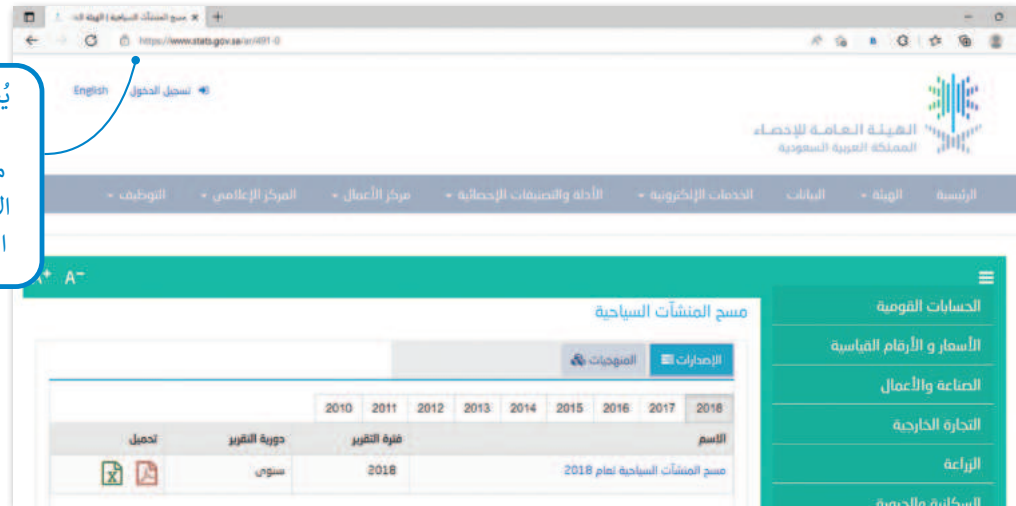 مسح المنشآت السياحية | الهيئة الع
https://www.stats.gov.sa/ar/491-0
تسجيل الدخول English
الهيئة العامة للإحصاء
المملكة العربية السعودية
الرئيسية الهيئة البيانات الخدمات الإلكترونية الأدلة والتصنيفات الإحصائية مركز الأعمال المركز الإعلامي التوظيف
A+ A-
الحسابات القومية
الأسعار و الأرقام القياسية
الصناعة والأعمال
التجارة الخارجية
الزراعة
السكانية والحيوية
مسح المنشآت السياحية
الإصدارات المنهجيات
2018 2017 2016 2015 2014 2013 2012 2011 2010
الاسم فترة التقرير دورية التقرير تحميل
مسح المنشآت السياحية لعام 2018 2018 سنوي